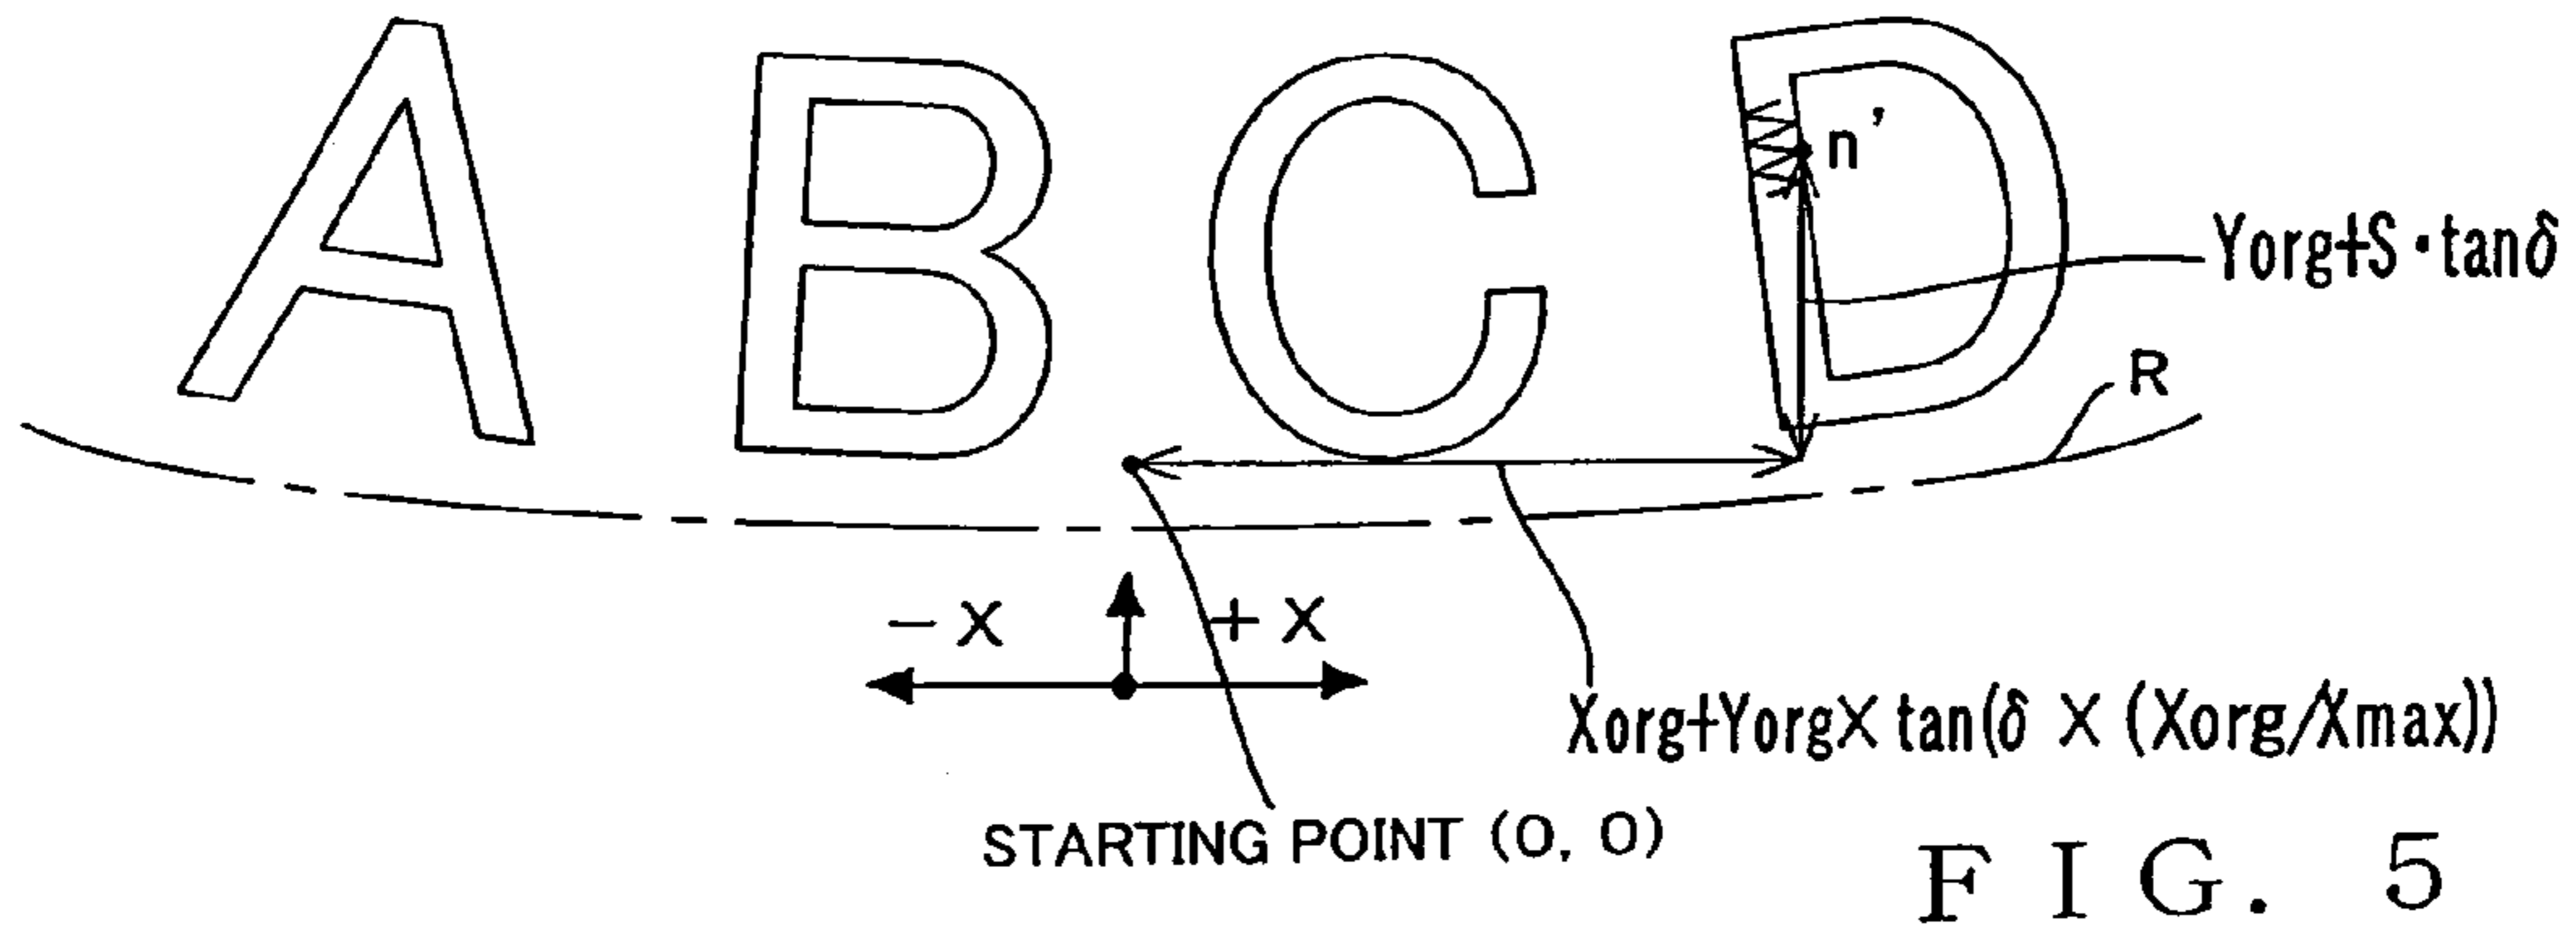 A B C D
n'
Yorg+S・tanδ
R
−X +X
Xorg+Yorg× tan(δ × (Xorg/Xmax))
STARTING POINT (0, 0)
FIG. 5